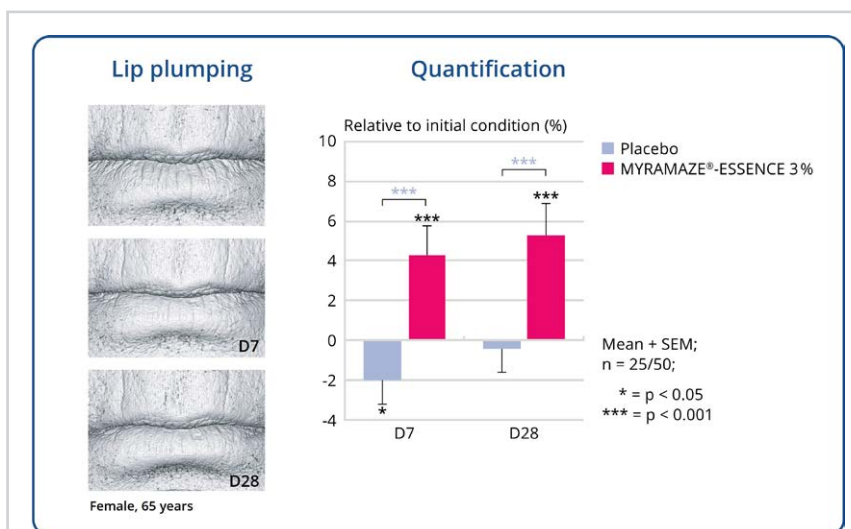 Lip plumping
D7
D28
Female, 65 years
Quantification
Relative to initial condition (%)
10
8
6
4
2
0
-2
-4
***
***
***
***
*
D7
D28
Placebo
MYRAMAZE®-ESSENCE 3%
Mean + SEM;
n = 25/50;
* = p < 0.05
*** = p < 0.001